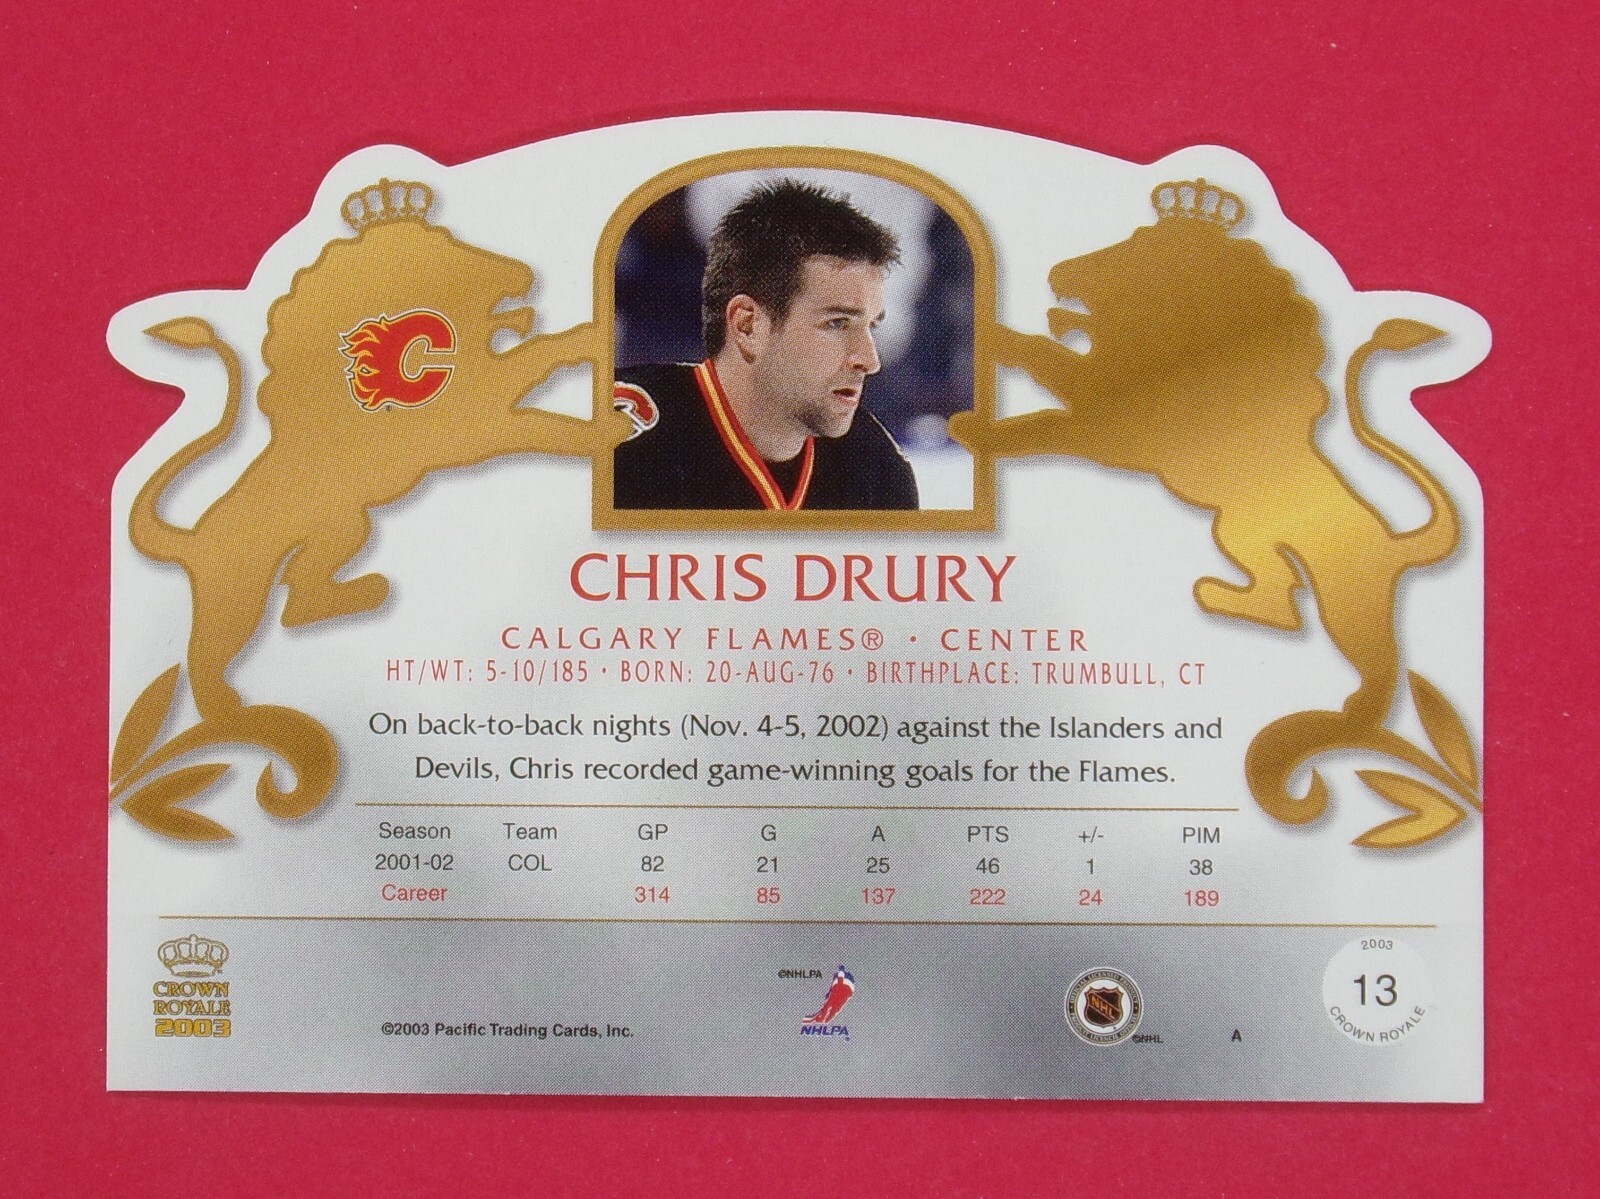 CHRIS DRURY
CALGARY FLAMES® · CENTER
HT/WT: 5-10/185 · BORN: 20-AUG-76 · BIRTHPLACE: TRUMBULL, CT
On back-to-back nights (Nov. 4-5, 2002) against the Islanders and
Devils, Chris recorded game-winning goals for the Flames.
Season Team GP G A PTS +/- PIM
2001-02 COL 82 21 25 46 1 38
Career 314 85 137 222 24 189
CROWN
ROYALE
2003
©2003 Pacific Trading Cards, Inc.
©NHLPA
NHLPA
NHL
©NHL
A
2003
13
CROWN ROYALE